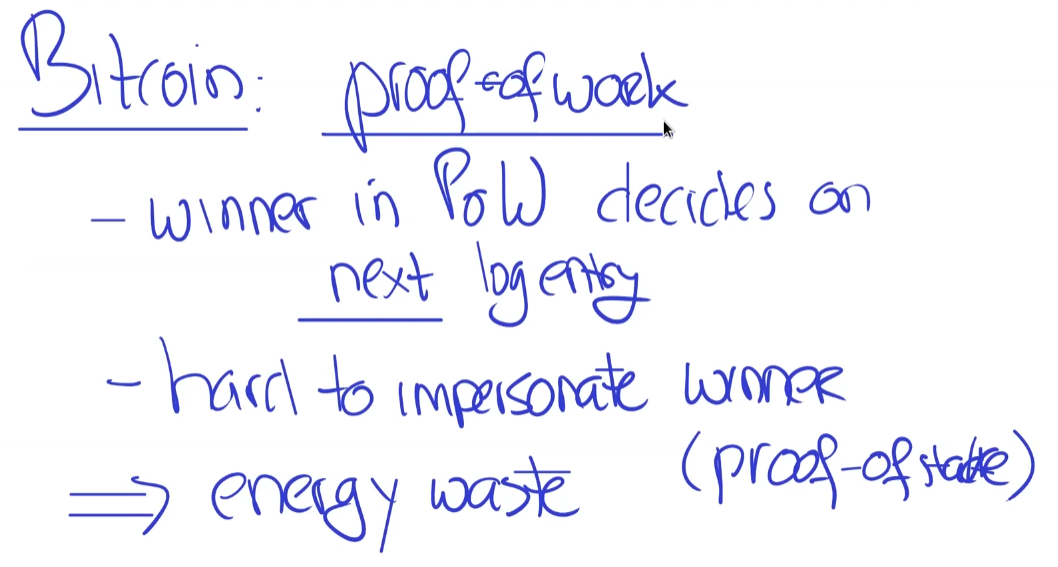 Bitcoin: proof-of work
- winner in PoW decides on
next log entry
- hard to impersonate winner
⇒ energy waste (proof-of stake)